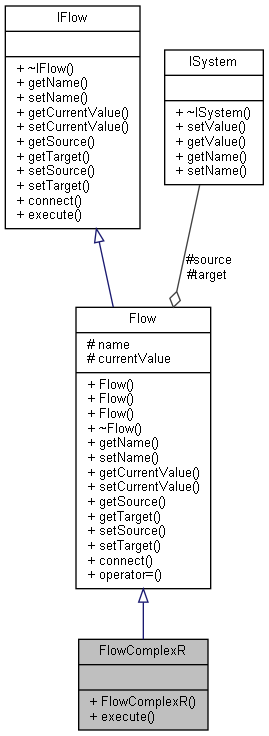 IFlow
+ ~IFlow()
+ getName()
+ setName()
+ getCurrentValue()
+ setCurrentValue()
+ getSource()
+ getTarget()
+ setSource()
+ setTarget()
+ connect()
+ execute()
ISystem
+ ~ISystem()
+ setValue()
+ getValue()
+ getName()
+ setName()
#source
#target
Flow
# name
# currentValue
+ Flow()
+ Flow()
+ Flow()
+ ~Flow()
+ getName()
+ setName()
+ getCurrentValue()
+ setCurrentValue()
+ getSource()
+ getTarget()
+ setSource()
+ setTarget()
+ connect()
+ operator=()
FlowComplexR
+ FlowComplexR()
+ execute()